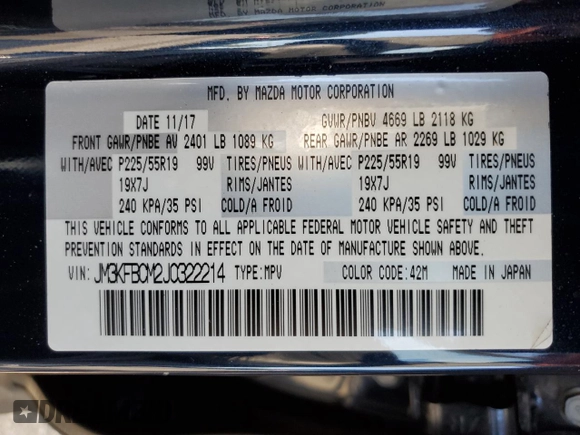 MFD. BY MAZDA MOTOR CORPORATION
DATE 11/17 GVWR/PNBV 4669 LB 2118 KG
FRONT GAWR/PNBE AV 2401 LB 1089 KG REAR GAWR/PNBE AR 2269 LB 1029 KG
WITH/AVEC P225/55R19 99V TIRES/PNEUS WITH/AVEC P225/55R19 99V TIRES/PNEUS
19X7J RIMS/JANTES 19X7J RIMS/JANTES
240 KPA/35 PSI COLD/A FROID 240 KPA/35 PSI COLD/A FROID
THIS VEHICLE CONFORMS TO ALL APPLICABLE FEDERAL MOTOR VEHICLE SAFETY AND THEFT
PREVENTION STANDARDS IN EFFECT ON THE DATE OF MANUFACTURE SHOWN ABOVE.
VIN: JM3KFBCM2J0322214 TYPE:MPV COLOR CODE:42M MADE IN JAPAN